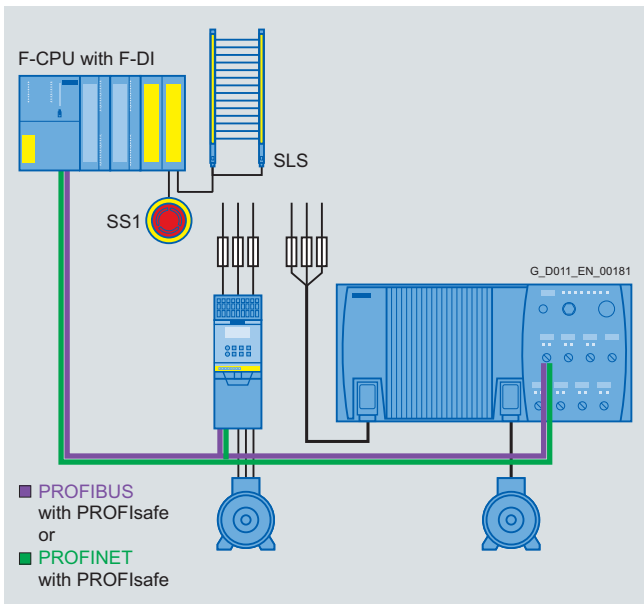 F-CPU with F-DI
SLS
SS1
G_D011_EN_00181
PROFIBUS
with PROFIsafe
or
PROFINET
with PROFIsafe